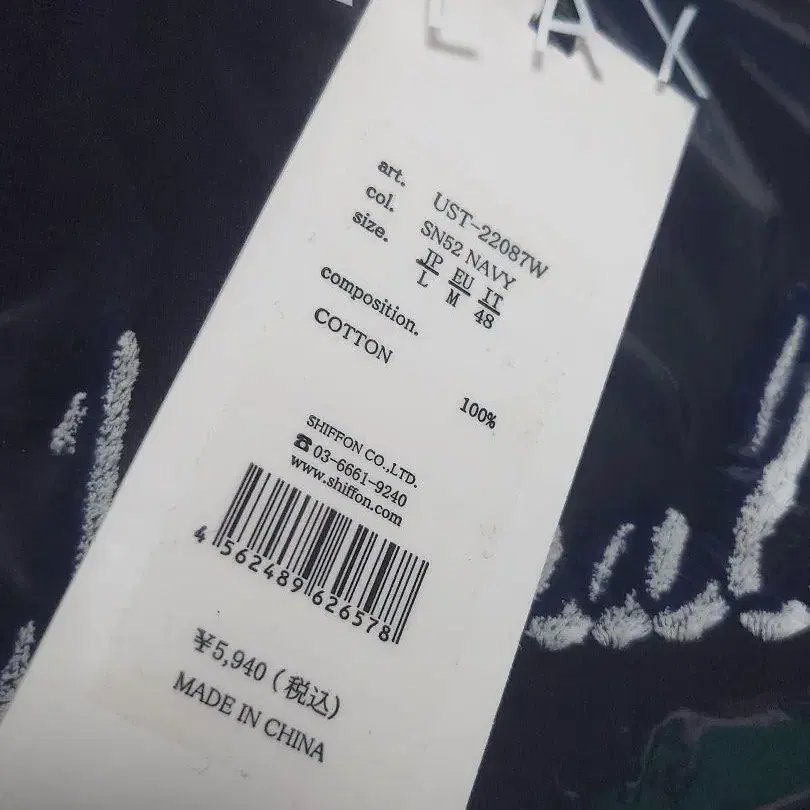 LAX
art. UST-22087W
col. SN52 NAVY
size. JP EU IT
L M 48
composition.
COTTON 100%
SHIFFON CO.,LTD.
☎ 03-6661-9240
www.shiffon.com
4 562489 626578
¥5,940 (税込)
MADE IN CHINA